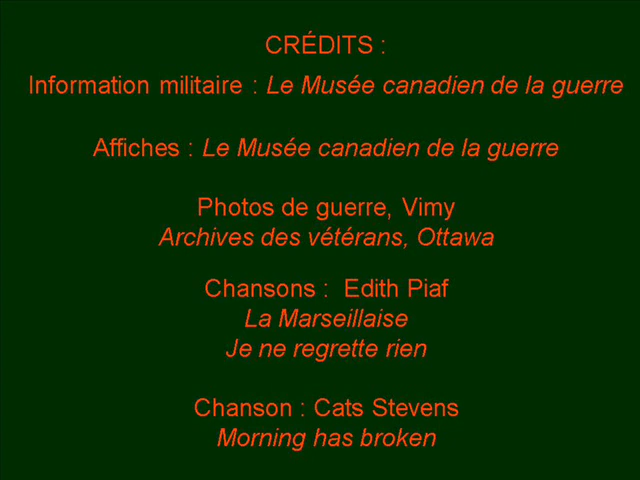 CRÉDITS :
Information militaire : Le Musée canadien de la guerre
Affiches : Le Musée canadien de la guerre
Photos de guerre, Vimy
Archives des vétérans, Ottawa
Chansons : Edith Piaf
La Marseillaise
Je ne regrette rien
Chanson : Cats Stevens
Morning has broken